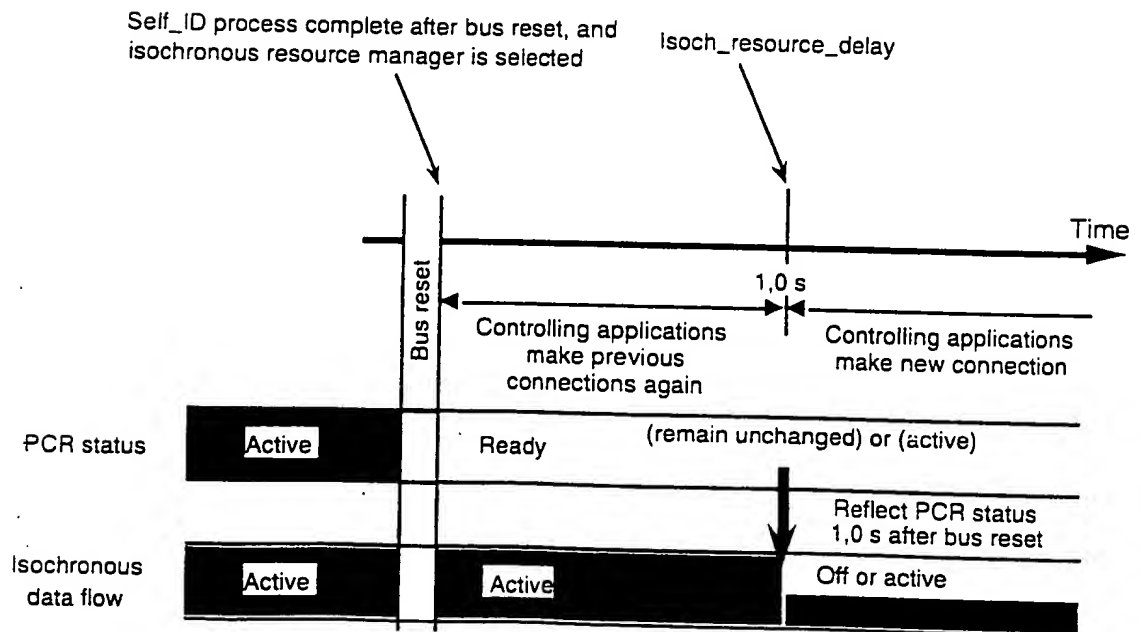 Self_ID process complete after bus reset, and
isochronous resource manager is selected
Isoch_resource_delay
Time
Bus reset
1,0 s
Controlling applications
make previous
connections again
Controlling applications
make new connection
PCR status
Active
Ready
(remain unchanged) or (active)
Reflect PCR status
1,0 s after bus reset
Isochronous
data flow
Active
Active
Off or active